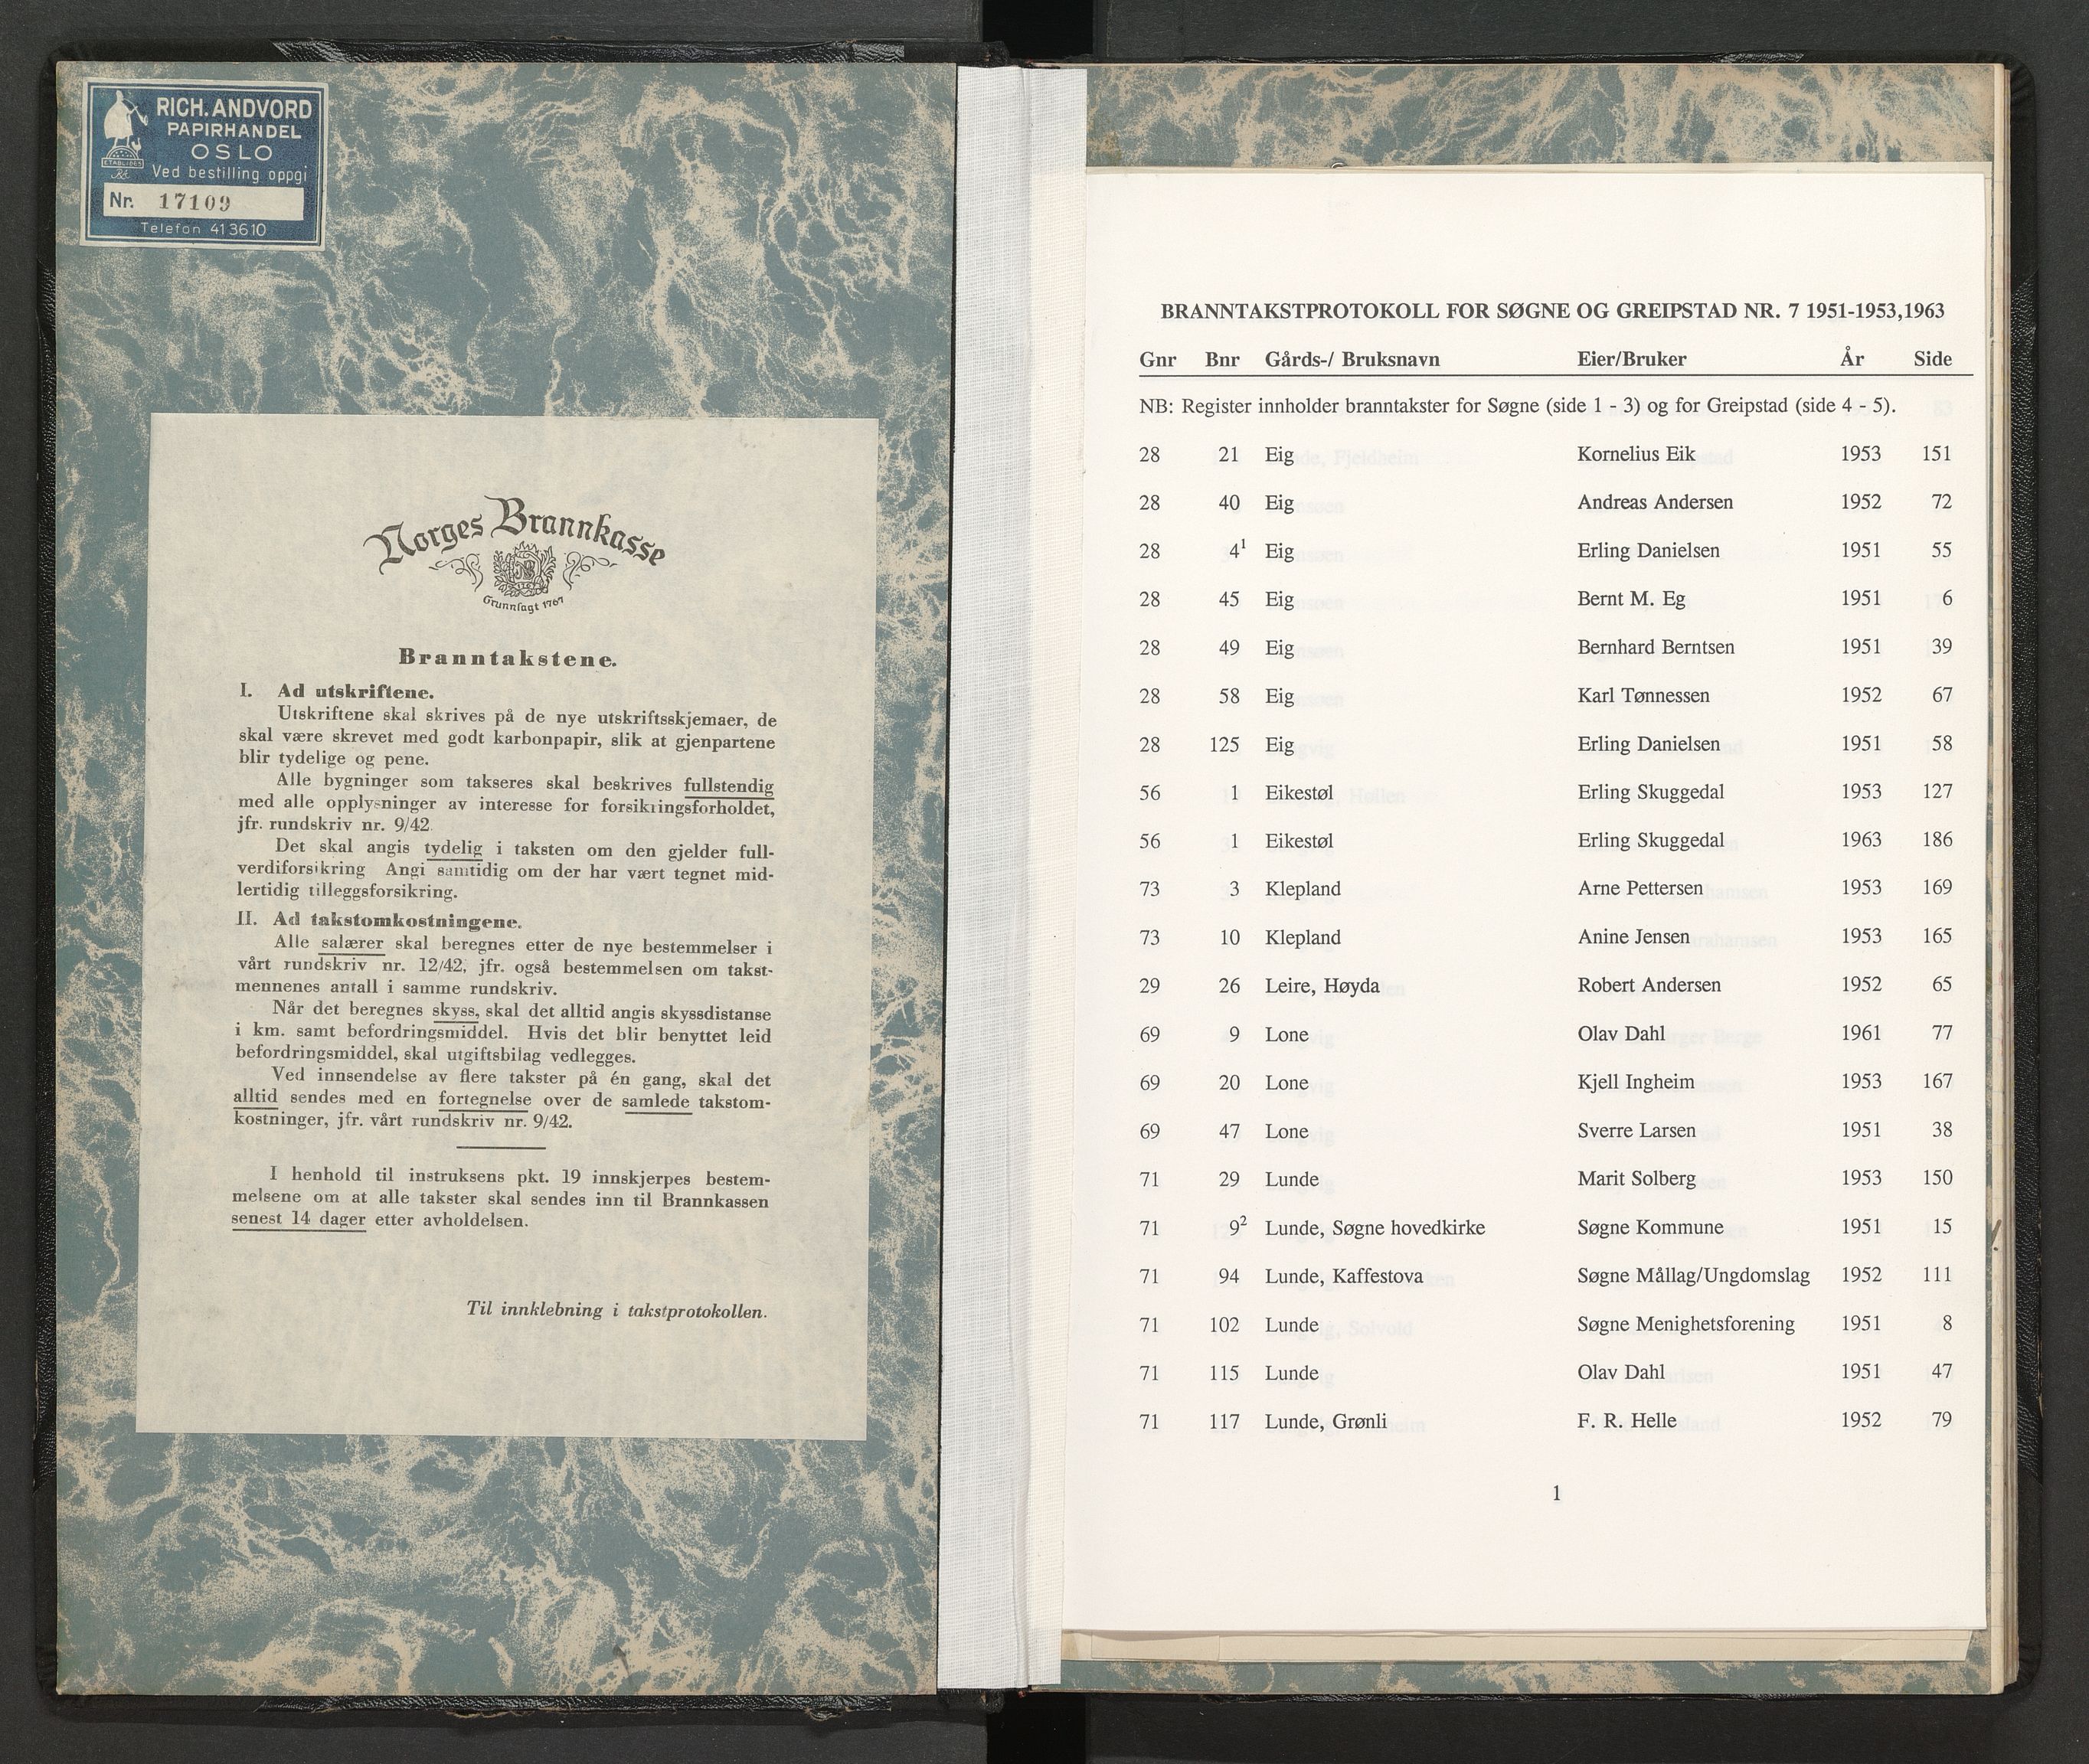 RICH. ANDVORD
PAPIRHANDEL
OSLO
Ved bestilling oppgi
Nr. 17109
Telefon 413610
Norges Brannkasse
Grunnlagt 1767
Branntakstene.
I. Ad utskriftene.
Utskriftene skal skrives på de nye utskriftsskjemaer, de
skal være skrevet med godt karbonpapir, slik at gjenpartene
blir tydelige og pene.
Alle bygninger som takseres skal beskrives fullstendig
med alle opplysninger av interesse for forsikringsforholdet,
jfr. rundskriv nr. 9/42.
Det skal angis tydelig i taksten om den gjelder full-
verdiforsikring Angi samtidig om der har vært tegnet mid-
lertidig tilleggsforsikring.
II. Ad takstomkostningene.
Alle salærer skal beregnes etter de nye bestemmelser i
vårt rundskriv nr. 12/42, jfr. også bestemmelsen om takst-
mennenes antall i samme rundskriv.
Når det beregnes skyss, skal det alltid angis skyssdistanse
i km. samt befordringsmiddel. Hvis det blir benyttet leid
befordringsmiddel, skal utgiftsbilag vedlegges.
Ved innsendelse av flere takster på én gang, skal det
alltid sendes med en fortegnelse over de samlede takstom-
kostninger, jfr. vårt rundskriv nr. 9/42.
I henhold til instruksens pkt. 19 innskjerpes bestem-
melsene om at alle takster skal sendes inn til Brannkassen
senest 14 dager etter avholdelsen.
Til innklebning i takstprotokollen.
BRANNTAKSTPROTOKOLL FOR SØGNE OG GREIPSTAD NR. 7 1951-1953,1963
Gnr Bnr Gårds-/ Bruksnavn Eier/Bruker År Side
NB: Register innholder branntakster for Søgne (side 1 - 3) og for Greipstad (side 4 - 5).
28 21 Eig Kornelius Eik 1953 151
28 40 Eig Andreas Andersen 1952 72
28 4¹ Eig Erling Danielsen 1951 55
28 45 Eig Bernt M. Eg 1951 6
28 49 Eig Bernhard Berntsen 1951 39
28 58 Eig Karl Tønnessen 1952 67
28 125 Eig Erling Danielsen 1951 58
56 1 Eikestøl Erling Skuggedal 1953 127
56 1 Eikestøl Erling Skuggedal 1963 186
73 3 Klepland Arne Pettersen 1953 169
73 10 Klepland Anine Jensen 1953 165
29 26 Leire, Høyda Robert Andersen 1952 65
69 9 Lone Olav Dahl 1961 77
69 20 Lone Kjell Ingheim 1953 167
69 47 Lone Sverre Larsen 1951 38
71 29 Lunde Marit Solberg 1953 150
71 9² Lunde, Søgne hovedkirke Søgne Kommune 1951 15
71 94 Lunde, Kaffestova Søgne Mållag/Ungdomslag 1952 111
71 102 Lunde Søgne Menighetsforening 1951 8
71 115 Lunde Olav Dahl 1951 47
71 117 Lunde, Grønli F. R. Helle 1952 79
1